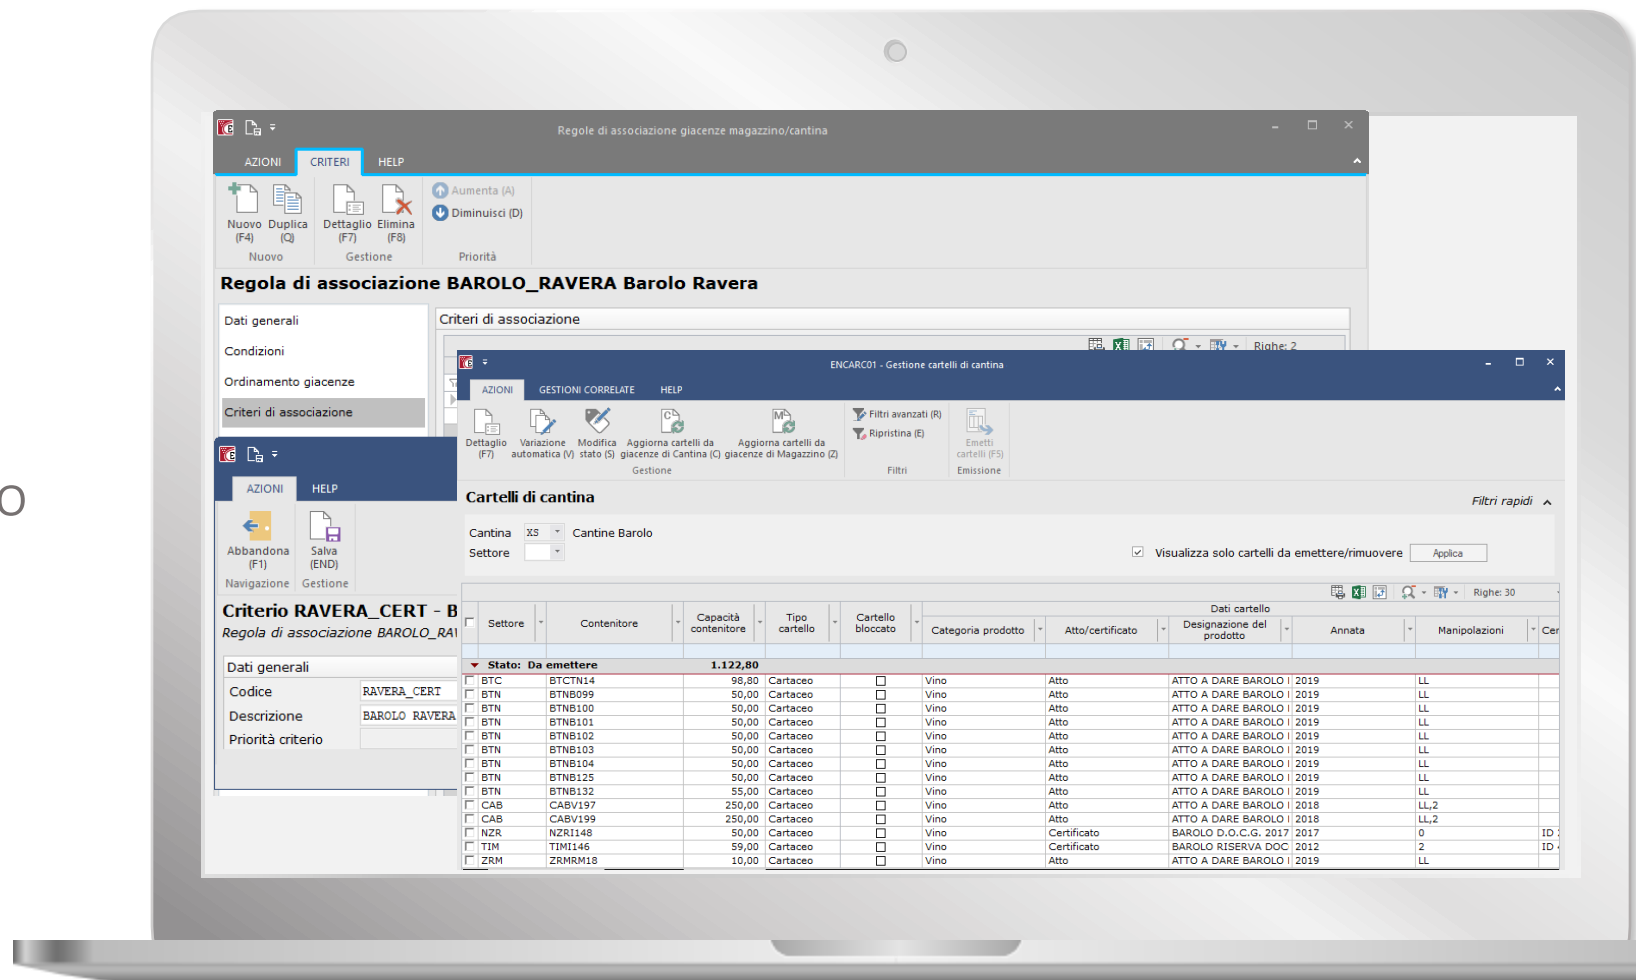 Regole di associazione giacenze magazzino/cantina
AZIONI CRITERI HELP
Nuovo (F4) Duplica (Q) Dettaglio (F7) Elimina (F8) Aumenta (A)
Diminuisci (D)
Nuovo Gestione Priorità
Regola di associazione BAROLO_RAVERA Barolo Ravera
Dati generali
Condizioni
Ordinamento giacenze
Criteri di associazione
Criteri di associazione
Righe: 2
AZIONI HELP
Abbandona (F1) Salva (END)
Navigazione Gestione
Criterio RAVERA_CERT - B
Regola di associazione BAROLO_RA
Dati generali
Codice RAVERA_CERT
Descrizione BAROLO RAVERA
Priorità criterio
ENCARC01 - Gestione cartelli di cantina
AZIONI GESTIONI CORRELATE HELP
Dettaglio (F7) Variazione automatica (V) Modifica stato (S) Aggiorna cartelli da giacenze di Cantina (C) Aggiorna cartelli da giacenze di Magazzino (Z)
Filtri avanzati (R)
Ripristina (E)
Emetti cartelli (F5)
Gestione Filtri Emissione
Cartelli di cantina
Filtri rapidi
Cantina XS Cantine Barolo
Settore
Visualizza solo cartelli da emettere/rimuovere Applica
Righe: 30
Dati cartello
Settore Contenitore Capacità contenitore Tipo cartello Cartello bloccato Categoria prodotto Atto/certificato Designazione del prodotto Annata Manipolazioni Cer
Stato: Da emettere 1.122,80
BTC BTCTN14 98,80 Cartaceo Vino Atto ATTO A DARE BAROLO 2019 LL
BTN BTNB099 50,00 Cartaceo Vino Atto ATTO A DARE BAROLO 2019 LL
BTN BTNB100 50,00 Cartaceo Vino Atto ATTO A DARE BAROLO 2019 LL
BTN BTNB101 50,00 Cartaceo Vino Atto ATTO A DARE BAROLO 2019 LL
BTN BTNB102 50,00 Cartaceo Vino Atto ATTO A DARE BAROLO 2019 LL
BTN BTNB103 50,00 Cartaceo Vino Atto ATTO A DARE BAROLO 2019 LL
BTN BTNB104 50,00 Cartaceo Vino Atto ATTO A DARE BAROLO 2019 LL
BTN BTNB125 50,00 Cartaceo Vino Atto ATTO A DARE BAROLO 2019 LL
BTN BTNB132 55,00 Cartaceo Vino Atto ATTO A DARE BAROLO 2019 LL
CAB CABV197 250,00 Cartaceo Vino Atto ATTO A DARE BAROLO 2018 LL,2
CAB CABV199 250,00 Cartaceo Vino Atto ATTO A DARE BAROLO 2018 LL,2
NZR NZRI148 50,00 Cartaceo Vino Certificato BAROLO D.O.C.G. 2017 2017 0 ID
TIM TIMI146 59,00 Cartaceo Vino Certificato BAROLO RISERVA DOC 2012 2 ID
ZRM ZRMRM18 10,00 Cartaceo Vino Atto ATTO A DARE BAROLO 2019 LL